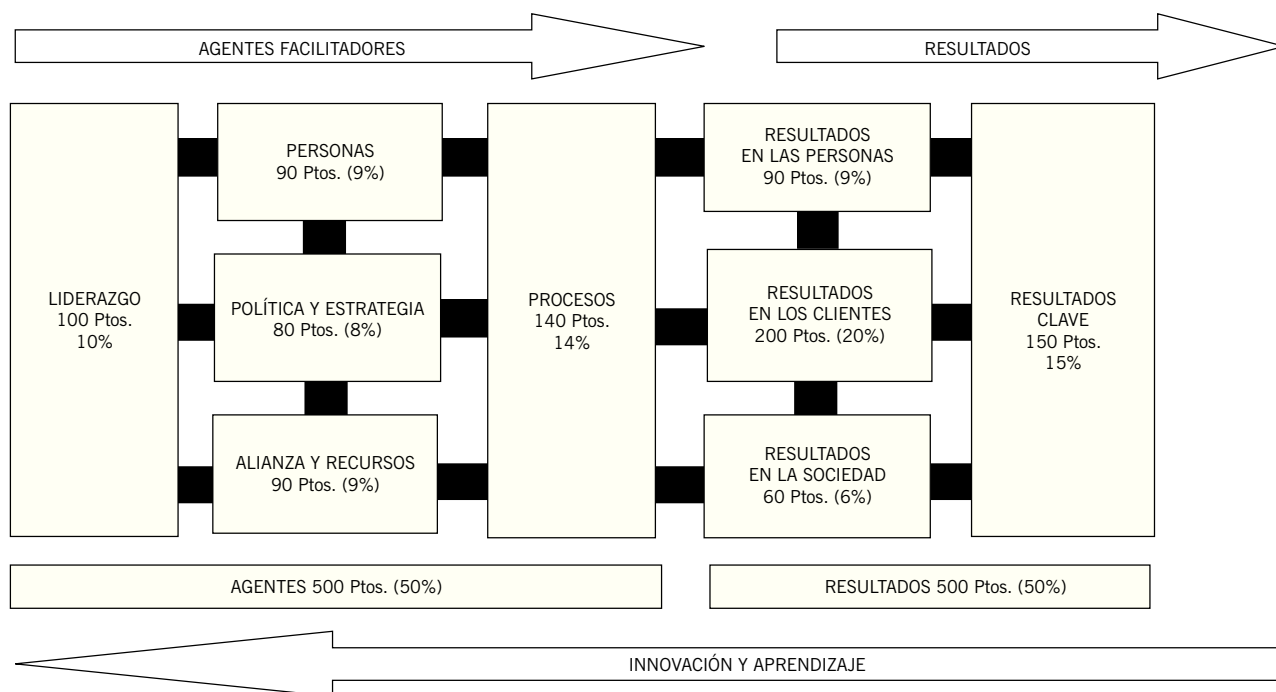 AGENTES FACILITADORES
RESULTADOS
LIDERAZGO
100 Ptos.
10%
PERSONAS
90 Ptos. (9%)
POLÍTICA Y ESTRATEGIA
80 Ptos. (8%)
ALIANZA Y RECURSOS
90 Ptos. (9%)
PROCESOS
140 Ptos.
14%
RESULTADOS
EN LAS PERSONAS
90 Ptos. (9%)
RESULTADOS
EN LOS CLIENTES
200 Ptos. (20%)
RESULTADOS
EN LA SOCIEDAD
60 Ptos. (6%)
RESULTADOS
CLAVE
150 Ptos.
15%
AGENTES 500 Ptos. (50%)
RESULTADOS 500 Ptos. (50%)
INNOVACIÓN Y APRENDIZAJE